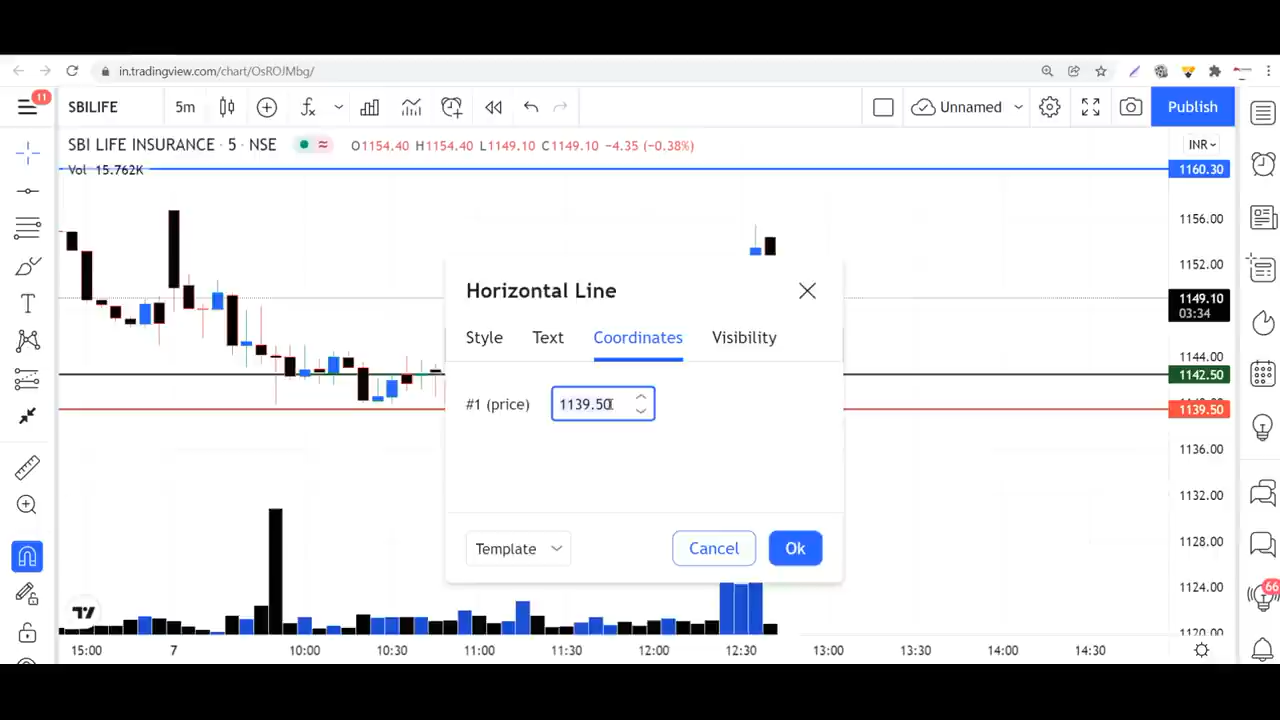 in.tradingview.com/chart/OsROJMbg/
11
SBILIFE
5m
Unnamed
Publish
SBI LIFE INSURANCE · 5 · NSE
O1154.40 H1154.40 L1149.10 C1149.10 −4.35 (−0.38%)
INR
Vol 15.762K
1160.30
1156.00
1152.00
1149.10
03:34
1144.00
1142.50
1139.50
1136.00
1132.00
1128.00
1124.00
1120.00
Horizontal Line
Style Text Coordinates Visibility
#1 (price) 1139.50
Template Cancel Ok
66
15:00 7 10:00 10:30 11:00 11:30 12:00 12:30 13:00 13:30 14:00 14:30